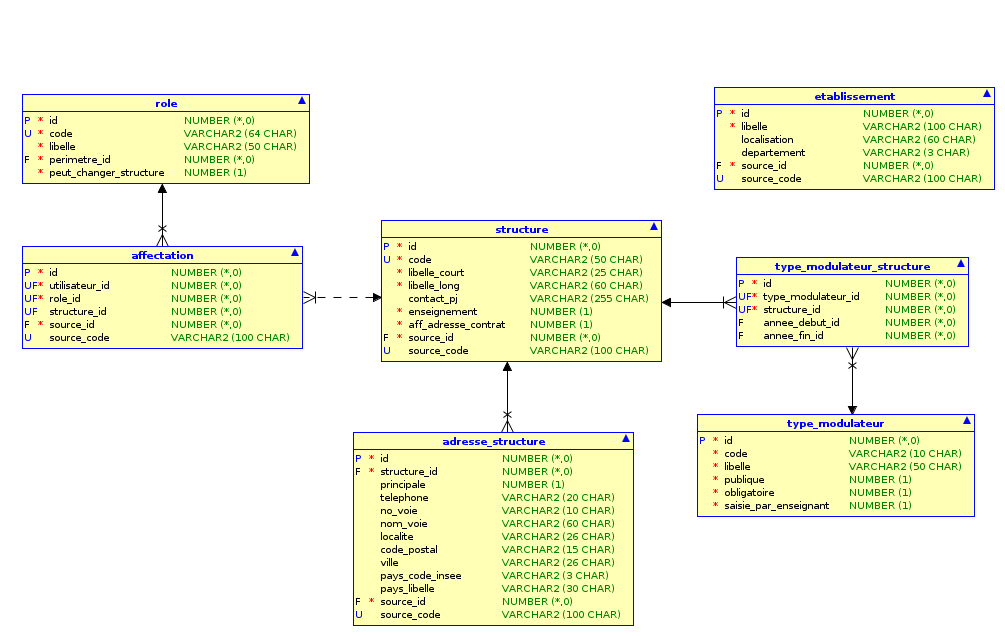 role
P * id NUMBER (*,0)
U * code VARCHAR2 (64 CHAR)
* libelle VARCHAR2 (50 CHAR)
F * perimetre_id NUMBER (*,0)
* peut_changer_structure NUMBER (1)
etablissement
P * id NUMBER (*,0)
* libelle VARCHAR2 (100 CHAR)
localisation VARCHAR2 (60 CHAR)
departement VARCHAR2 (3 CHAR)
F * source_id NUMBER (*,0)
U source_code VARCHAR2 (100 CHAR)
affectation
P * id NUMBER (*,0)
UF* utilisateur_id NUMBER (*,0)
UF* role_id NUMBER (*,0)
UF structure_id NUMBER (*,0)
F * source_id NUMBER (*,0)
U source_code VARCHAR2 (100 CHAR)
structure
P * id NUMBER (*,0)
U * code VARCHAR2 (50 CHAR)
* libelle_court VARCHAR2 (25 CHAR)
* libelle_long VARCHAR2 (60 CHAR)
contact_pj VARCHAR2 (255 CHAR)
* enseignement NUMBER (1)
* aff_adresse_contrat NUMBER (1)
F * source_id NUMBER (*,0)
U source_code VARCHAR2 (100 CHAR)
type_modulateur_structure
P * id NUMBER (*,0)
UF* type_modulateur_id NUMBER (*,0)
UF* structure_id NUMBER (*,0)
F annee_debut_id NUMBER (*,0)
F annee_fin_id NUMBER (*,0)
adresse_structure
P * id NUMBER (*,0)
F * structure_id NUMBER (*,0)
principale NUMBER (1)
telephone VARCHAR2 (20 CHAR)
no_voie VARCHAR2 (10 CHAR)
nom_voie VARCHAR2 (60 CHAR)
localite VARCHAR2 (26 CHAR)
code_postal VARCHAR2 (15 CHAR)
ville VARCHAR2 (26 CHAR)
pays_code_insee VARCHAR2 (3 CHAR)
pays_libelle VARCHAR2 (30 CHAR)
F * source_id NUMBER (*,0)
U source_code VARCHAR2 (100 CHAR)
type_modulateur
P * id NUMBER (*,0)
* code VARCHAR2 (10 CHAR)
* libelle VARCHAR2 (50 CHAR)
* publique NUMBER (1)
* obligatoire NUMBER (1)
* saisie_par_enseignant NUMBER (1)